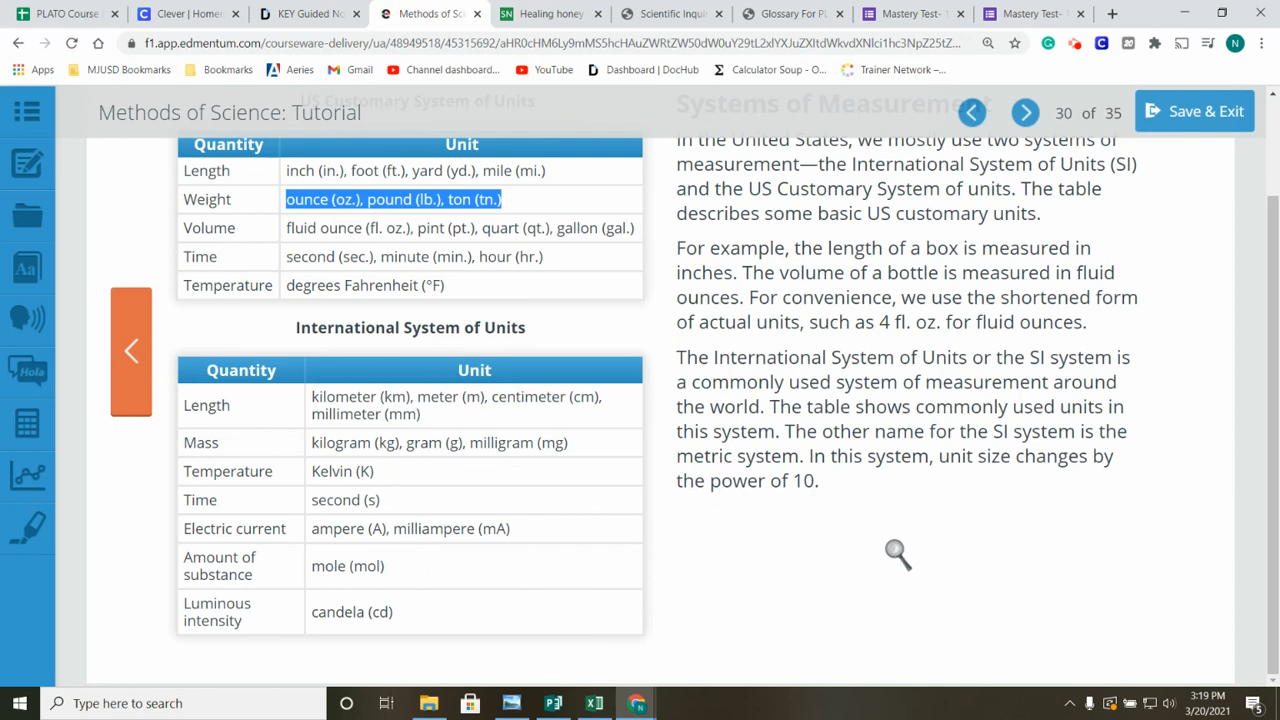 PLATO Course
Clever | Home
KEY Guided No
Methods of Sci
Healing honey
Scientific Inqui
Glossary For Pl
Mastery Test-
Mastery Test-
f1.app.edmentum.com/courseware-delivery/ua/48949518/45315692/
Apps
MJUSD Bookmarks
Bookmarks
Aeries
Gmail
Channel dashboard...
YouTube
Dashboard | DocHub
Calculator Soup - O...
Trainer Network –...
Methods of Science: Tutorial
30 of 35
Save & Exit
US Customary System of Units
Quantity Unit
Length inch (in.), foot (ft.), yard (yd.), mile (mi.)
Weight ounce (oz.), pound (lb.), ton (tn.)
Volume fluid ounce (fl. oz.), pint (pt.), quart (qt.), gallon (gal.)
Time second (sec.), minute (min.), hour (hr.)
Temperature degrees Fahrenheit (°F)
International System of Units
Quantity Unit
Length kilometer (km), meter (m), centimeter (cm),
millimeter (mm)
Mass kilogram (kg), gram (g), milligram (mg)
Temperature Kelvin (K)
Time second (s)
Electric current ampere (A), milliampere (mA)
Amount of
substance mole (mol)
Luminous
intensity candela (cd)
Systems of Measurement
In the United States, we mostly use two systems of
measurement—the International System of Units (SI)
and the US Customary System of units. The table
describes some basic US customary units.
For example, the length of a box is measured in
inches. The volume of a bottle is measured in fluid
ounces. For convenience, we use the shortened form
of actual units, such as 4 fl. oz. for fluid ounces.
The International System of Units or the SI system is
a commonly used system of measurement around
the world. The table shows commonly used units in
this system. The other name for the SI system is the
metric system. In this system, unit size changes by
the power of 10.
Aa
Hola
Type here to search
3:19 PM
3/20/2021